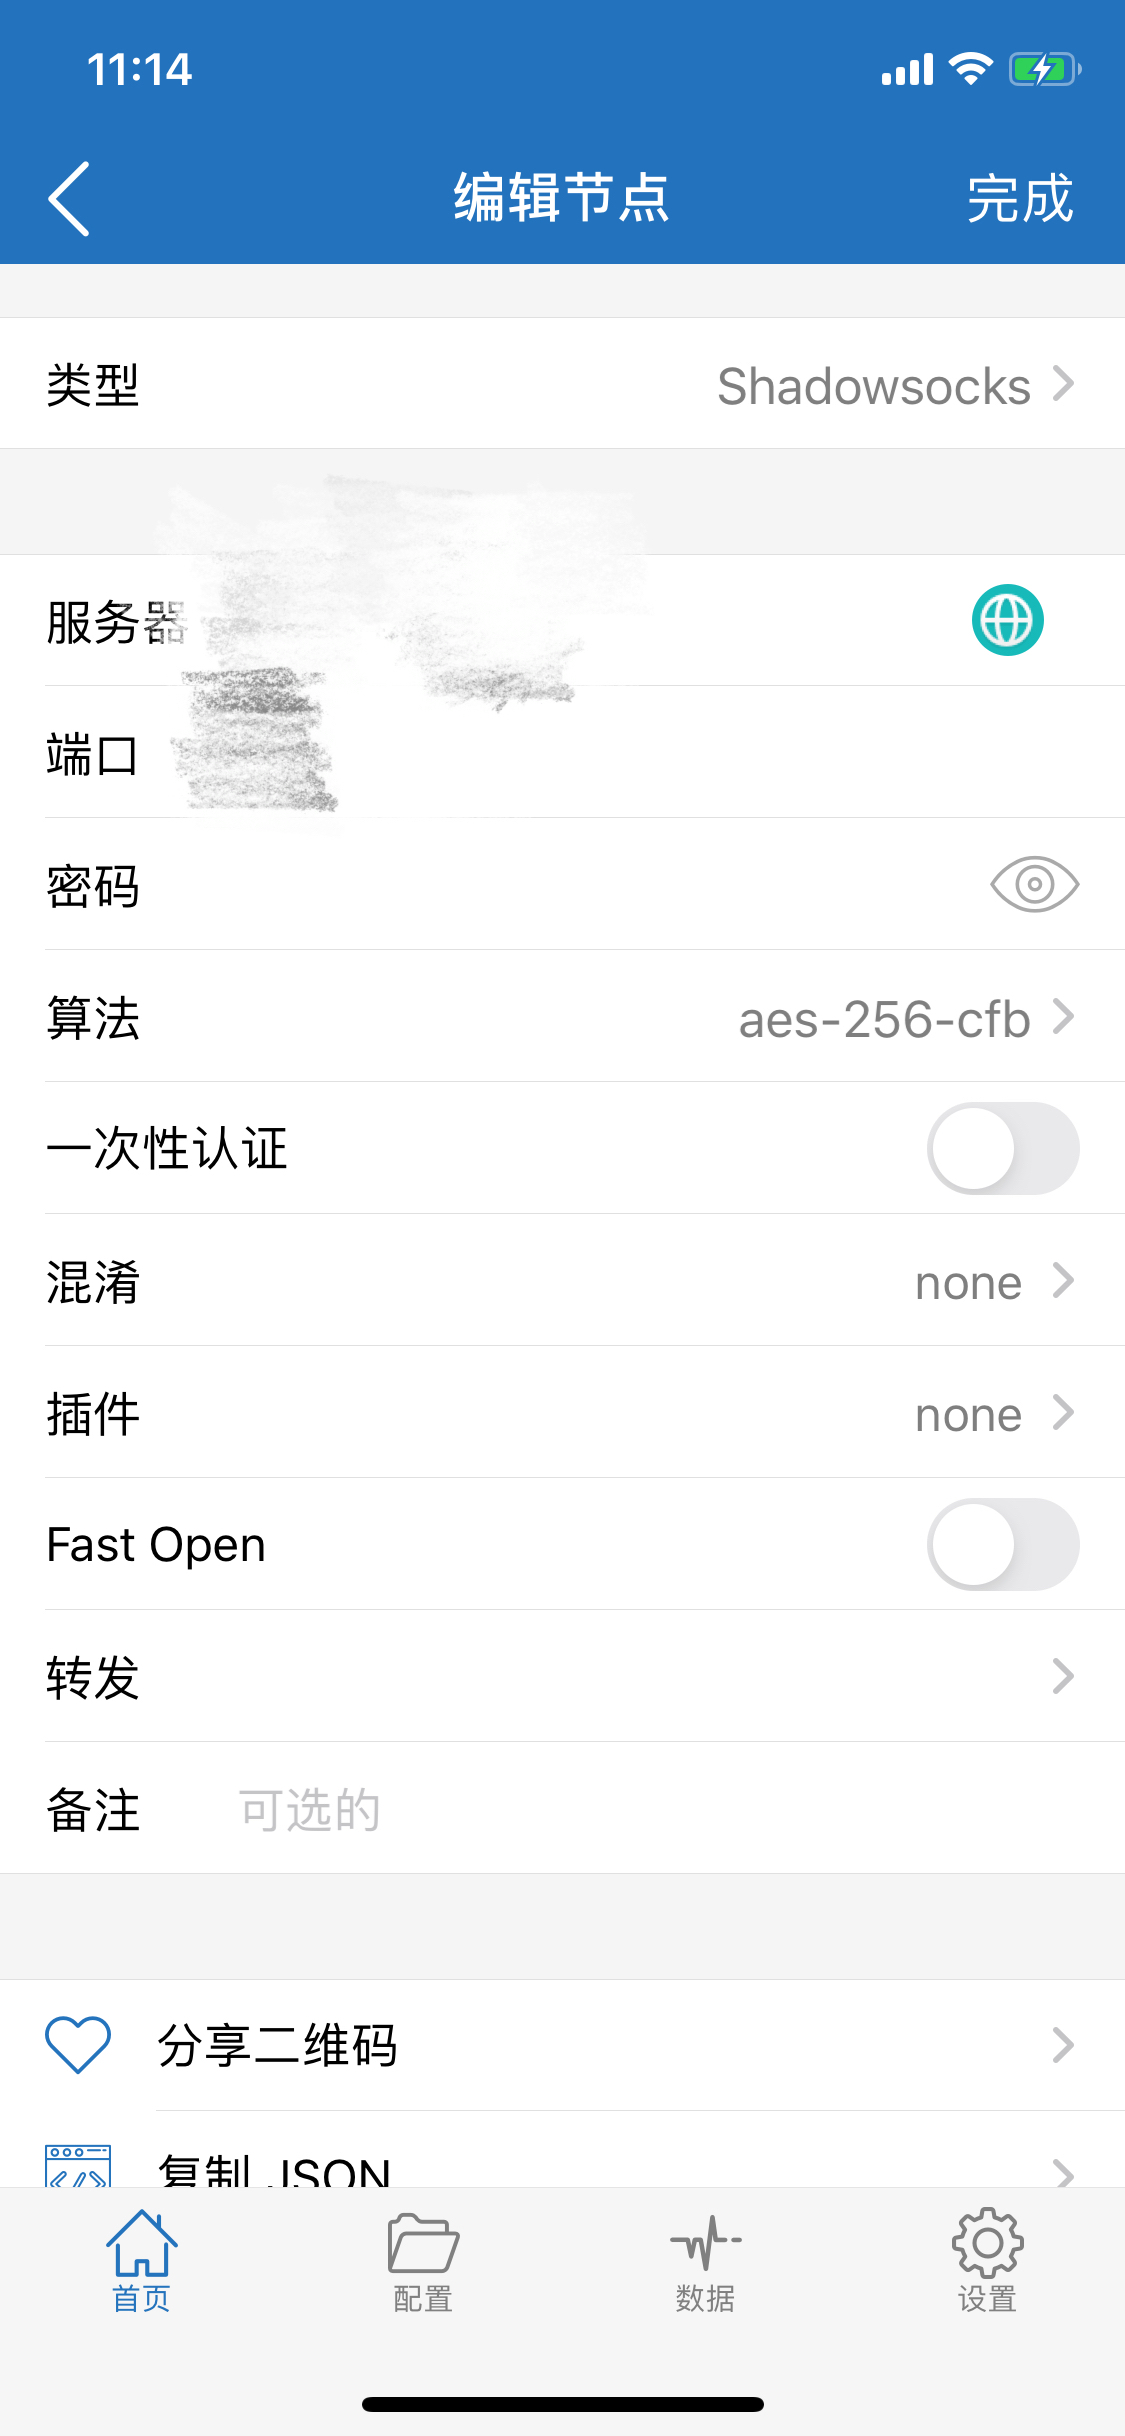 11:14
编辑节点
完成
类型
Shadowsocks
服务器
端口
密码
算法
aes-256-cfb
一次性认证
混淆
none
插件
none
Fast Open
转发
备注
可选的
分享二维码
复制 JSON
首页
配置
数据
设置